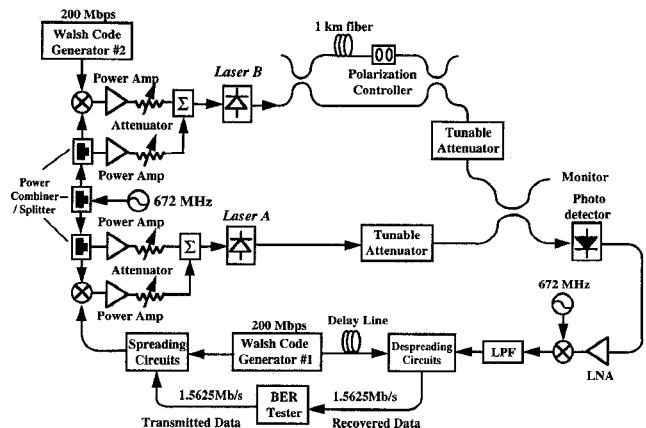 200 Mbps
Walsh Code
Generator #2
Power Amp
Attenuator
Σ
Laser B
1 km fiber
Polarization
Controller
Power Amp
Tunable
Attenuator
Power
Combiner
/ Splitter
672 MHz
Monitor
Photo
detector
Power Amp
Attenuator
Σ
Laser A
Tunable
Attenuator
Power Amp
672 MHz
LNA
LPF
Despreading
Circuits
Delay Line
200 Mbps
Walsh Code
Generator #1
Spreading
Circuits
1.5625Mb/s
Transmitted Data
BER
Tester
1.5625Mb/s
Recovered Data